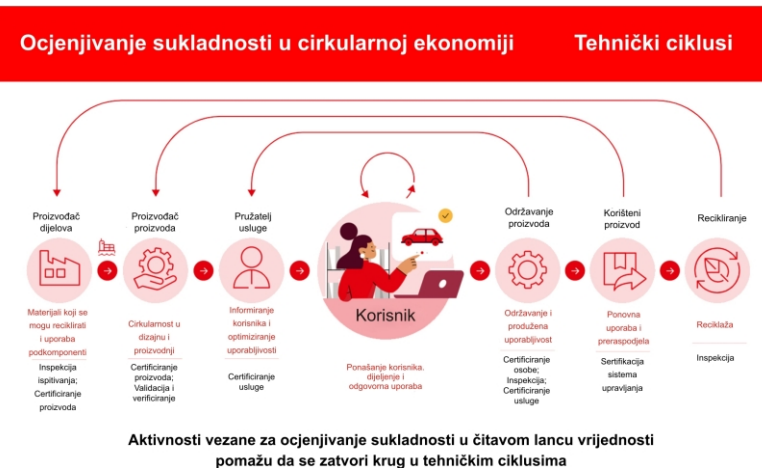 Ocjenjivanje sukladnosti u cirkularnoj ekonomiji
Tehnički ciklusi
Proizvođač
dijelova
Proizvođač
proizvoda
Pružatelj
usluge
Održavanje
proizvoda
Korišteni
proizvod
Recikliranje
Korisnik
Materijali koji se
mogu reciklirati
i uporaba
podkomponenti
Inspekcija
ispitivanja;
Certificiranje
proizvoda
Cirkularnost u
dizajnu i
proizvodnji
Certificiranje
proizvoda;
Validacija i
verificiranje
Informiranje
korisnika i
optimiziranje
uporabljivosti
Certificiranje
usluge
Ponašanje korisnika.
dijeljenje i
odgovorna uporaba
Održavanje i
produžena
uporabljivost
Certificiranje
osobe;
Inspekcija;
Certificiranje
usluge
Ponovna
uporaba i
preraspodjela
Sertifikacija
sistema
upravljanja
Reciklaža
Inspekcija
Aktivnosti vezane za ocjenjivanje sukladnosti u čitavom lancu vrijednosti
pomažu da se zatvori krug u tehničkim ciklusima